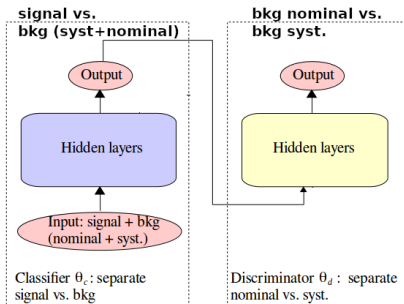 signal vs.
bkg (syst+nominal)
Output
Hidden layers
Input: signal + bkg
(nominal + syst.)
Classifier θc: separate
signal vs. bkg
bkg nominal vs.
bkg syst.
Output
Hidden layers
Discriminator θd : separate
nominal vs. syst.